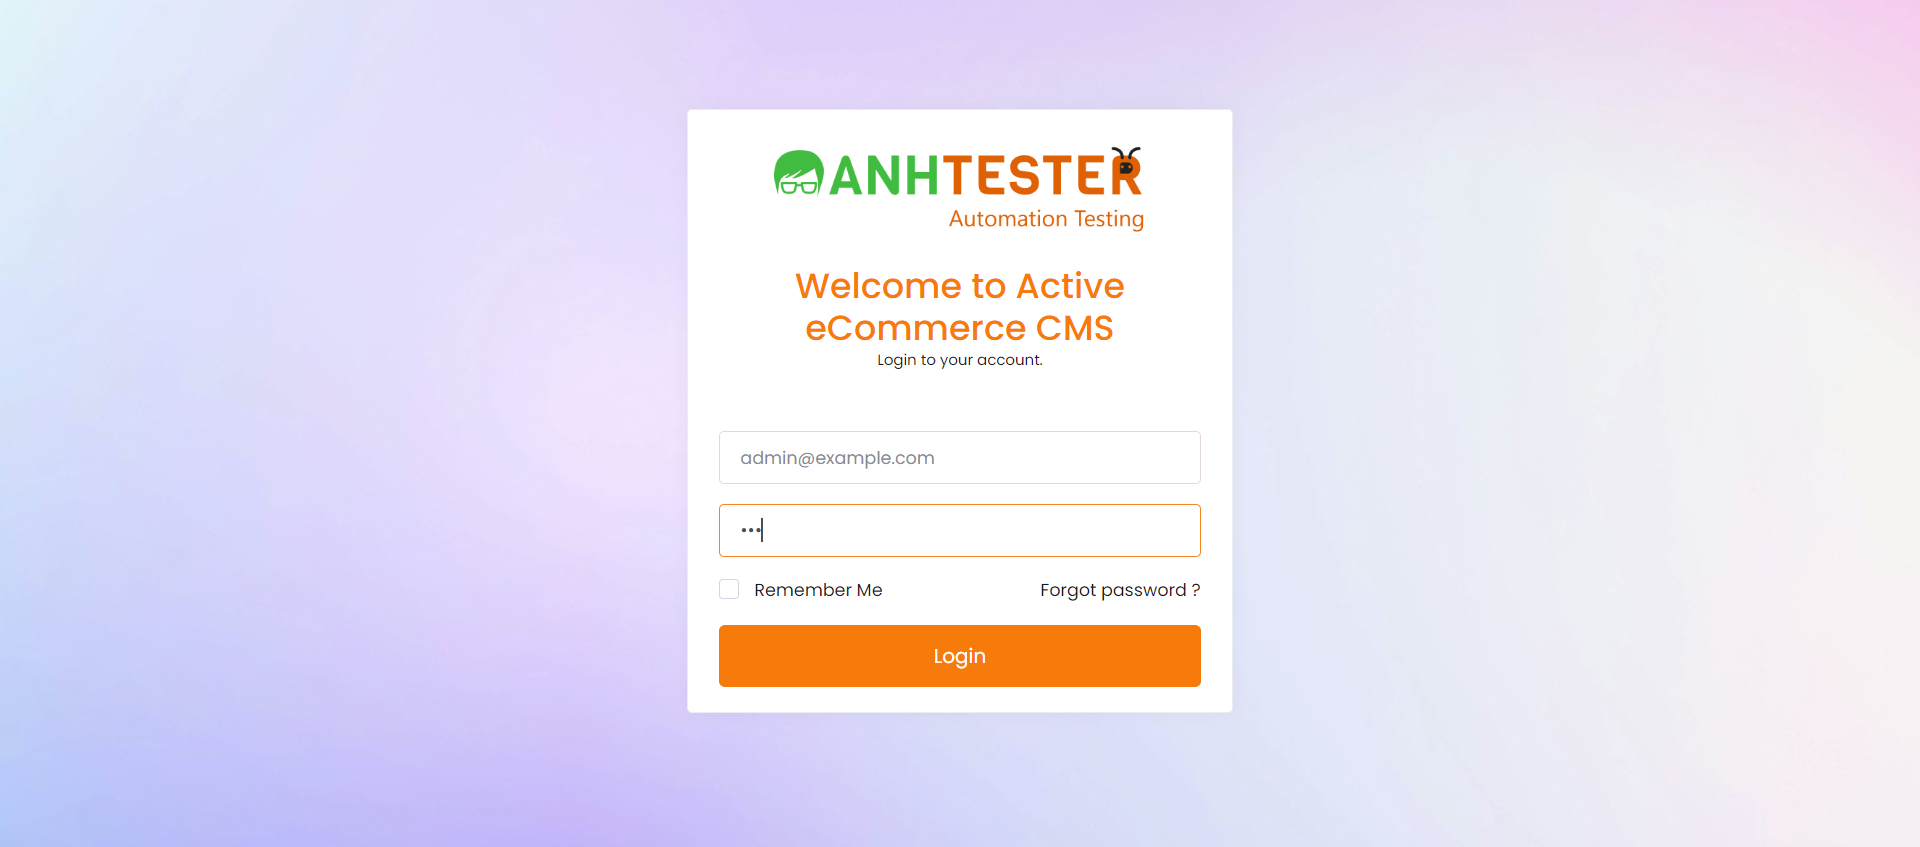 ANHTESTER
Automation Testing
Welcome to Active
eCommerce CMS
Login to your account.
admin@example.com
•••
Remember Me
Forgot password ?
Login